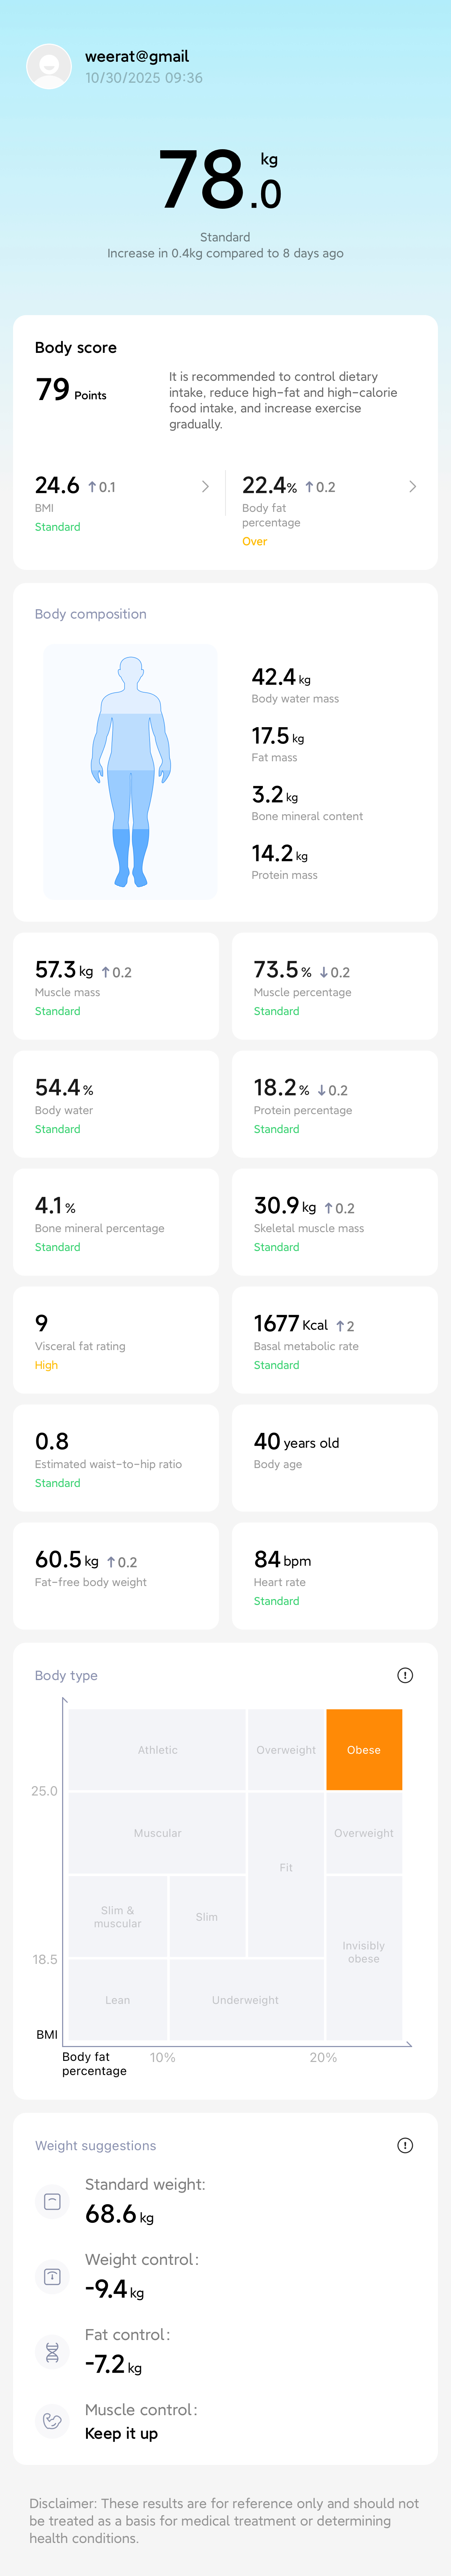 weerat@gmail
10/30/2025 09:36
78.0 kg
Standard
Increase in 0.4kg compared to 8 days ago
Body score
79 Points
It is recommended to control dietary
intake, reduce high-fat and high-calorie
food intake, and increase exercise
gradually.
24.6 ↑0.1
BMI
Standard
22.4% ↑0.2
Body fat
percentage
Over
Body composition
42.4 kg
Body water mass
17.5 kg
Fat mass
3.2 kg
Bone mineral content
14.2 kg
Protein mass
57.3 kg ↑0.2
Muscle mass
Standard
73.5 % ↓0.2
Muscle percentage
Standard
54.4 %
Body water
Standard
18.2 % ↓0.2
Protein percentage
Standard
4.1 %
Bone mineral percentage
Standard
30.9 kg ↑0.2
Skeletal muscle mass
Standard
9
Visceral fat rating
High
1677 Kcal ↑2
Basal metabolic rate
Standard
0.8
Estimated waist-to-hip ratio
Standard
40 years old
Body age
60.5 kg ↑0.2
Fat-free body weight
84 bpm
Heart rate
Standard
Body type
Athletic
Overweight
Obese
25.0
Muscular
Overweight
Fit
Slim &
muscular
Slim
Invisibly
obese
18.5
Lean
Underweight
BMI
Body fat
percentage
10%
20%
Weight suggestions
Standard weight:
68.6 kg
Weight control:
-9.4 kg
Fat control:
-7.2 kg
Muscle control:
Keep it up
Disclaimer: These results are for reference only and should not
be treated as a basis for medical treatment or determining
health conditions.